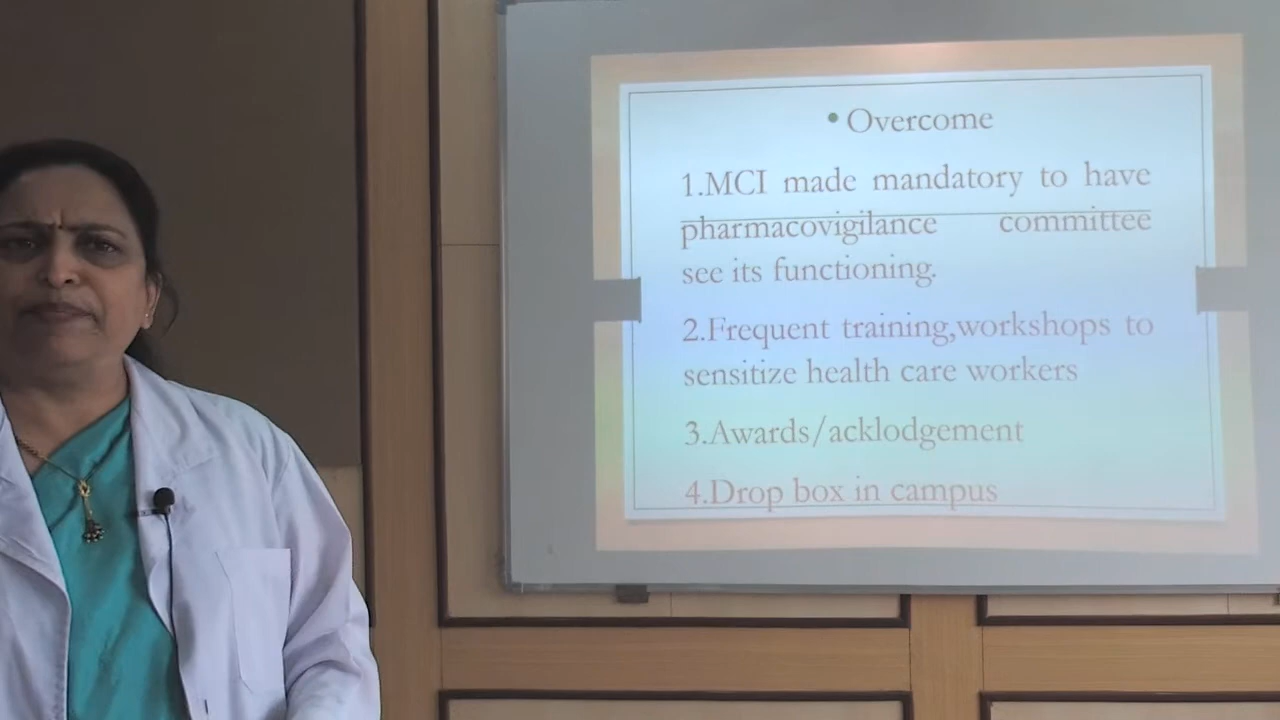 • Overcome
1.MCI made mandatory to have
pharmacovigilance committee
see its functioning.
2.Frequent training,workshops to
sensitize health care workers
3.Awards/acklodgement
4.Drop box in campus